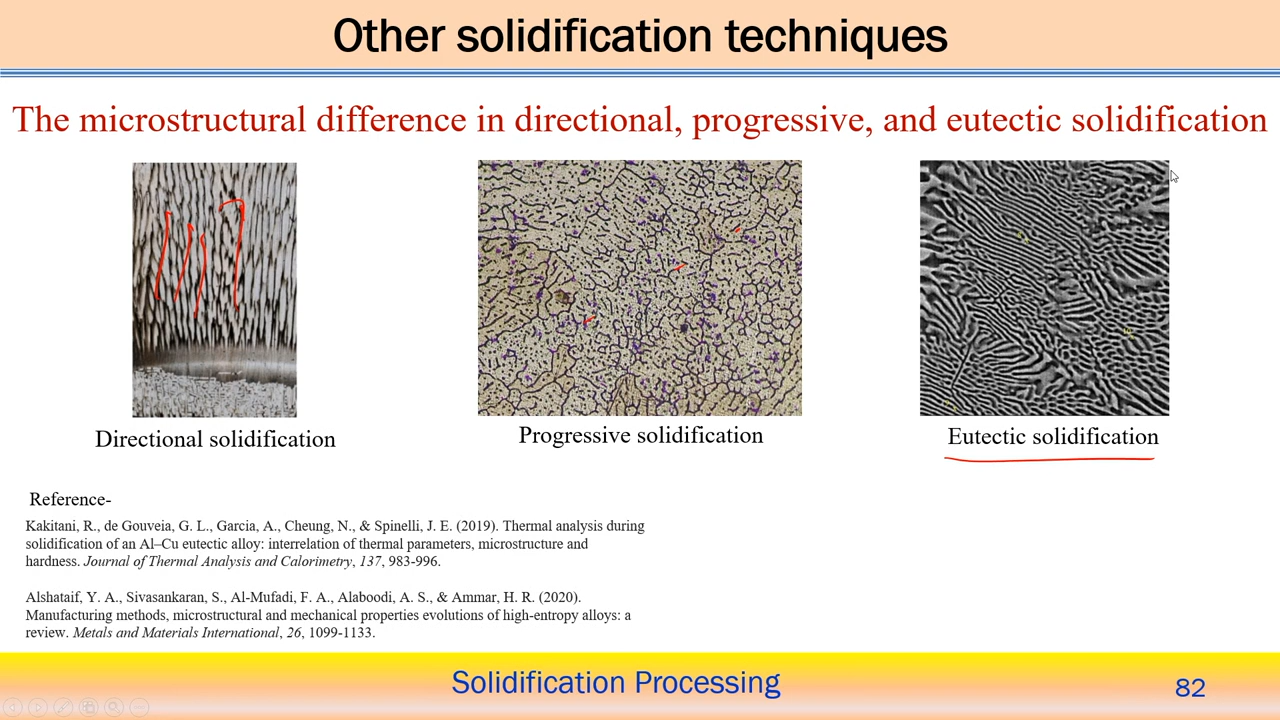 Other solidification techniques
The microstructural difference in directional, progressive, and eutectic solidification
Directional solidification
Progressive solidification
Eutectic solidification
Reference-
Kakitani, R., de Gouveia, G. L., Garcia, A., Cheung, N., & Spinelli, J. E. (2019). Thermal analysis during
solidification of an Al–Cu eutectic alloy: interrelation of thermal parameters, microstructure and
hardness. Journal of Thermal Analysis and Calorimetry, 137, 983-996.
Alshataif, Y. A., Sivasankaran, S., Al-Mufadi, F. A., Alaboodi, A. S., & Ammar, H. R. (2020).
Manufacturing methods, microstructural and mechanical properties evolutions of high-entropy alloys: a
review. Metals and Materials International, 26, 1099-1133.
Solidification Processing
82